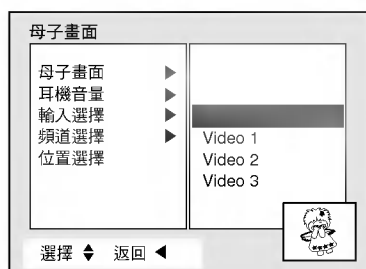 母子畫面
母子畫面 ▶
耳機音量 ▶
輸入選擇 ▶
頻道選擇 ▶
位置選擇
Video 1
Video 2
Video 3
選擇 ◆ 返回 ◀